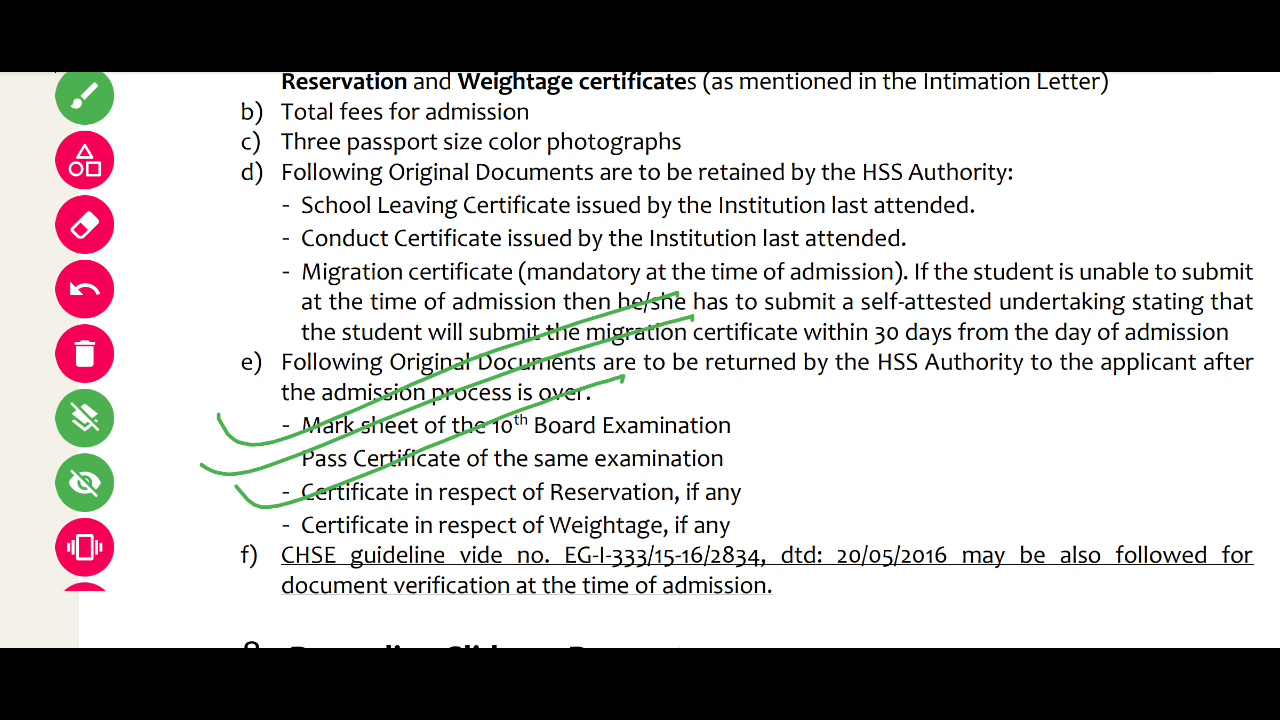 Reservation and Weightage certificates (as mentioned in the Intimation Letter)
b) Total fees for admission
c) Three passport size color photographs
d) Following Original Documents are to be retained by the HSS Authority:
- School Leaving Certificate issued by the Institution last attended.
- Conduct Certificate issued by the Institution last attended.
- Migration certificate (mandatory at the time of admission). If the student is unable to submit
at the time of admission then he/she has to submit a self-attested undertaking stating that
the student will submit the migration certificate within 30 days from the day of admission
e) Following Original Documents are to be returned by the HSS Authority to the applicant after
the admission process is over.
- Mark sheet of the 10th Board Examination
Pass Certificate of the same examination
- Certificate in respect of Reservation, if any
- Certificate in respect of Weightage, if any
f) CHSE guideline vide no. EG-I-333/15-16/2834, dtd: 20/05/2016 may be also followed for
document verification at the time of admission.